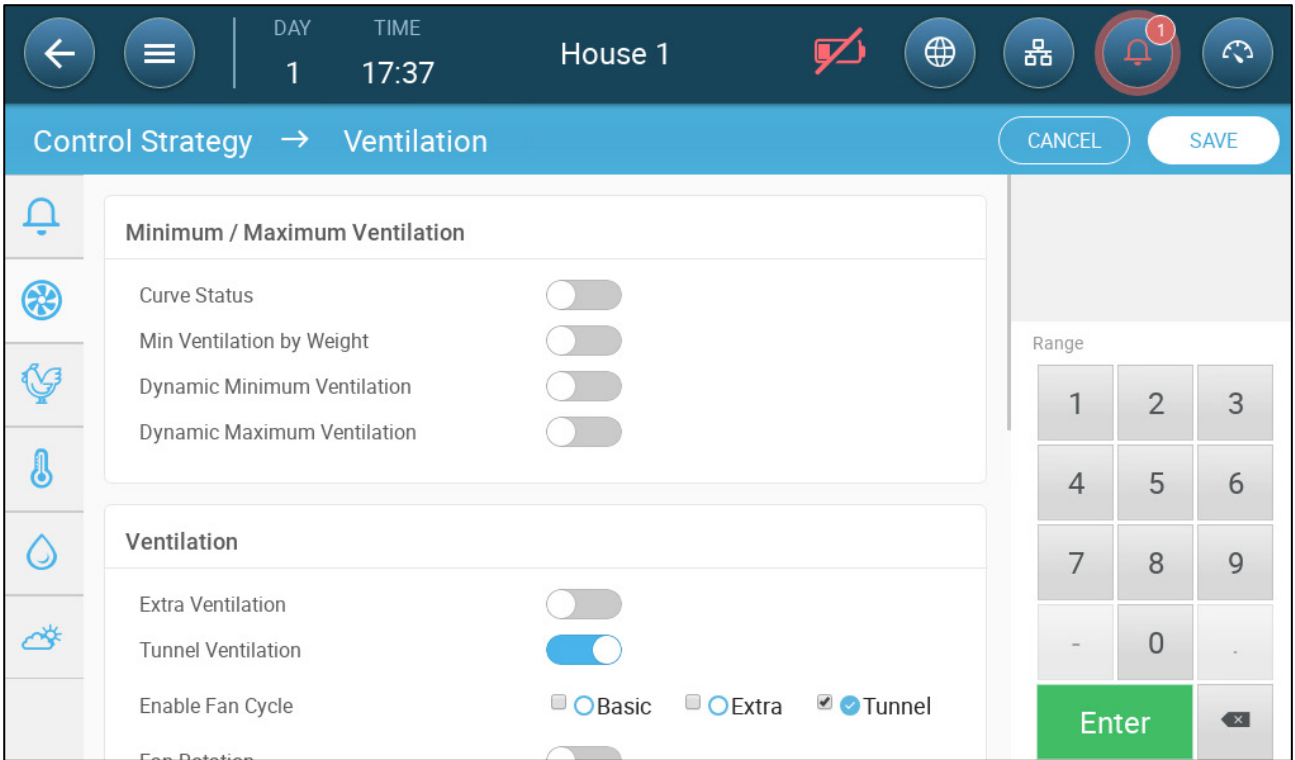 DAY TIME
1 17:37 House 1 1
Control Strategy → Ventilation CANCEL SAVE
Minimum / Maximum Ventilation
Curve Status
Min Ventilation by Weight
Dynamic Minimum Ventilation
Dynamic Maximum Ventilation
Ventilation
Extra Ventilation
Tunnel Ventilation
Enable Fan Cycle Basic Extra Tunnel
Fan Rotation
Range
1 2 3
4 5 6
7 8 9
- 0 .
Enter